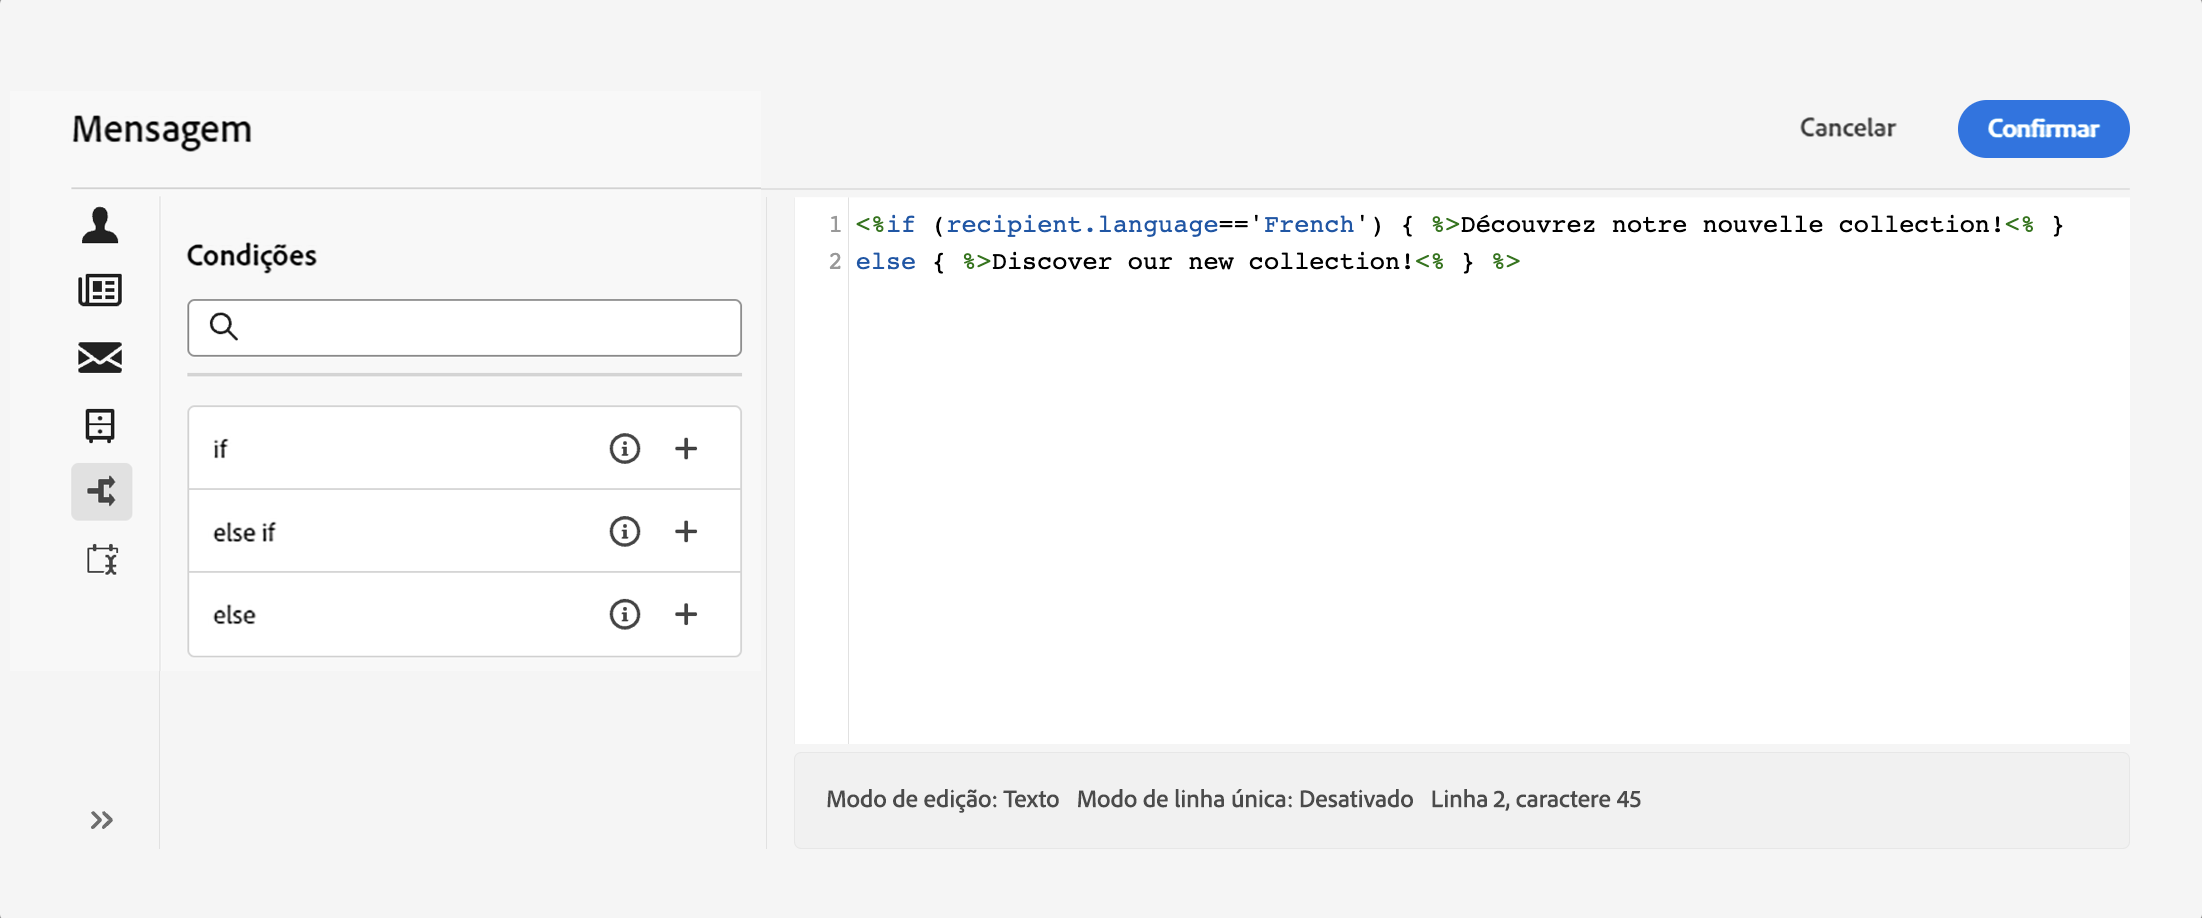 Mensagem
Cancelar
Confirmar
Condições
if
else if
else
1 <%if (recipient.language=='French') { %>Découvrez notre nouvelle collection!<% }
2 else { %>Discover our new collection!<% } %>
Modo de edição: Texto Modo de linha única: Desativado Linha 2, caractere 45